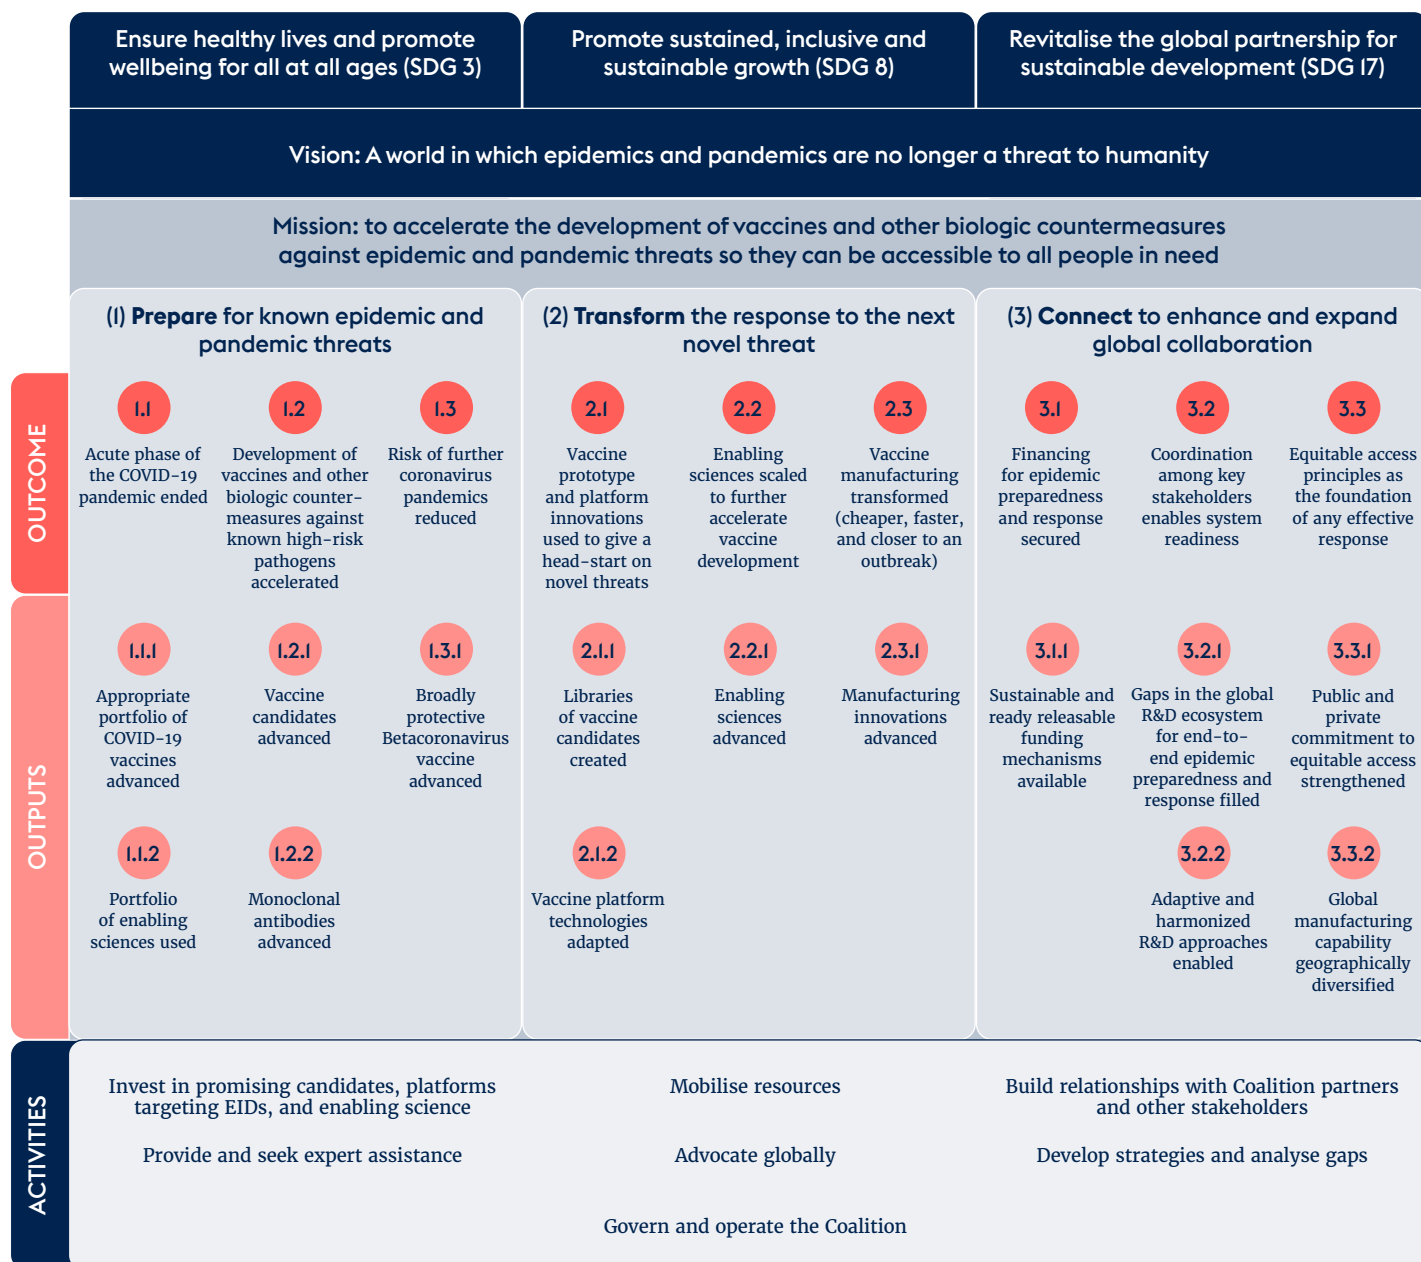 Ensure healthy lives and promote
wellbeing for all at all ages (SDG 3)
Promote sustained, inclusive and
sustainable growth (SDG 8)
Revitalise the global partnership for
sustainable development (SDG 17)
Vision: A world in which epidemics and pandemics are no longer a threat to humanity
Mission: to accelerate the development of vaccines and other biologic countermeasures
against epidemic and pandemic threats so they can be accessible to all people in need
(1) Prepare for known epidemic and
pandemic threats
(2) Transform the response to the next
novel threat
(3) Connect to enhance and expand
global collaboration
OUTCOME
1.1
Acute phase of
the COVID-19
pandemic ended
1.2
Development of
vaccines and other
biologic counter-
measures against
known high-risk
pathogens
accelerated
1.3
Risk of further
coronavirus
pandemics
reduced
2.1
Vaccine
prototype
and platform
innovations
used to give a
head-start on
novel threats
2.2
Enabling
sciences scaled
to further
accelerate
vaccine
development
2.3
Vaccine
manufacturing
transformed
(cheaper, faster,
and closer to an
outbreak)
3.1
Financing
for epidemic
preparedness
and response
secured
3.2
Coordination
among key
stakeholders
enables system
readiness
3.3
Equitable access
principles as
the foundation
of any effective
response
OUTPUTS
1.1.1
Appropriate
portfolio of
COVID-19
vaccines
advanced
1.2.1
Vaccine
candidates
advanced
1.3.1
Broadly
protective
Betacoronavirus
vaccine
advanced
2.1.1
Libraries
of vaccine
candidates
created
2.2.1
Enabling
sciences
advanced
2.3.1
Manufacturing
innovations
advanced
3.1.1
Sustainable and
ready releasable
funding
mechanisms
available
3.2.1
Gaps in the global
R&D ecosystem
for end-to-
end epidemic
preparedness and
response filled
3.3.1
Public and
private
commitment to
equitable access
strengthened
1.1.2
Portfolio
of enabling
sciences used
1.2.2
Monoclonal
antibodies
advanced
2.1.2
Vaccine platform
technologies
adapted
3.2.2
Adaptive and
harmonized
R&D approaches
enabled
3.3.2
Global
manufacturing
capability
geographically
diversified
ACTIVITIES
Invest in promising candidates, platforms
targeting EIDs, and enabling science
Mobilise resources
Build relationships with Coalition partners
and other stakeholders
Provide and seek expert assistance
Advocate globally
Develop strategies and analyse gaps
Govern and operate the Coalition